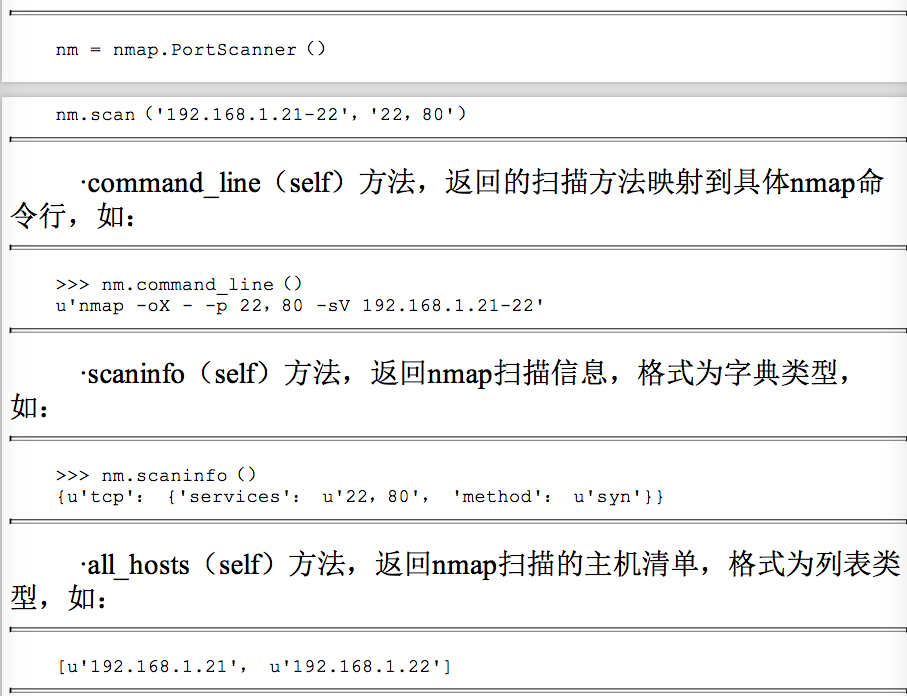 nm = nmap.PortScanner（）
nm.scan（'192.168.1.21-22'，'22，80'）
·command_line（self）方法，返回的扫描方法映射到具体nmap命
令行，如：
>>> nm.command_line（）
u'nmap -oX - -p 22，80 -sV 192.168.1.21-22'
·scaninfo（self）方法，返回nmap扫描信息，格式为字典类型，
如：
>>> nm.scaninfo（）
{u'tcp'： {'services'： u'22，80'， 'method'： u'syn'}}
·all_hosts（self）方法，返回nmap扫描的主机清单，格式为列表类
型，如：
[u'192.168.1.21'， u'192.168.1.22']